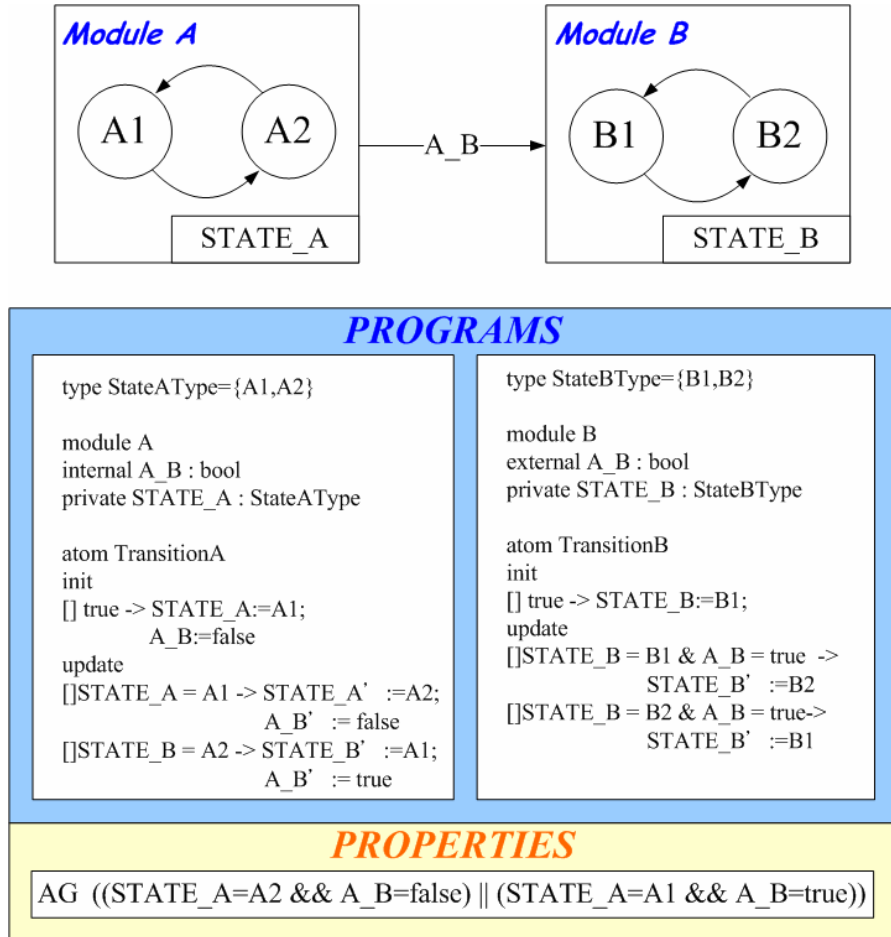 Module A
A1
A2
STATE_A
A_B
Module B
B1
B2
STATE_B
PROGRAMS
type StateAType={A1,A2}
module A
internal A_B : bool
private STATE_A : StateAType
atom TransitionA
init
[] true -> STATE_A:=A1;
A_B:=false
update
[]STATE_A = A1 -> STATE_A’ :=A2;
A_B’ := false
[]STATE_B = A2 -> STATE_B’ :=A1;
A_B’ := true
type StateBType={B1,B2}
module B
external A_B : bool
private STATE_B : StateBType
atom TransitionB
init
[] true -> STATE_B:=B1;
update
[]STATE_B = B1 & A_B = true ->
STATE_B’ :=B2
[]STATE_B = B2 & A_B = true->
STATE_B’ :=B1
PROPERTIES
AG ((STATE_A=A2 && A_B=false) || (STATE_A=A1 && A_B=true))